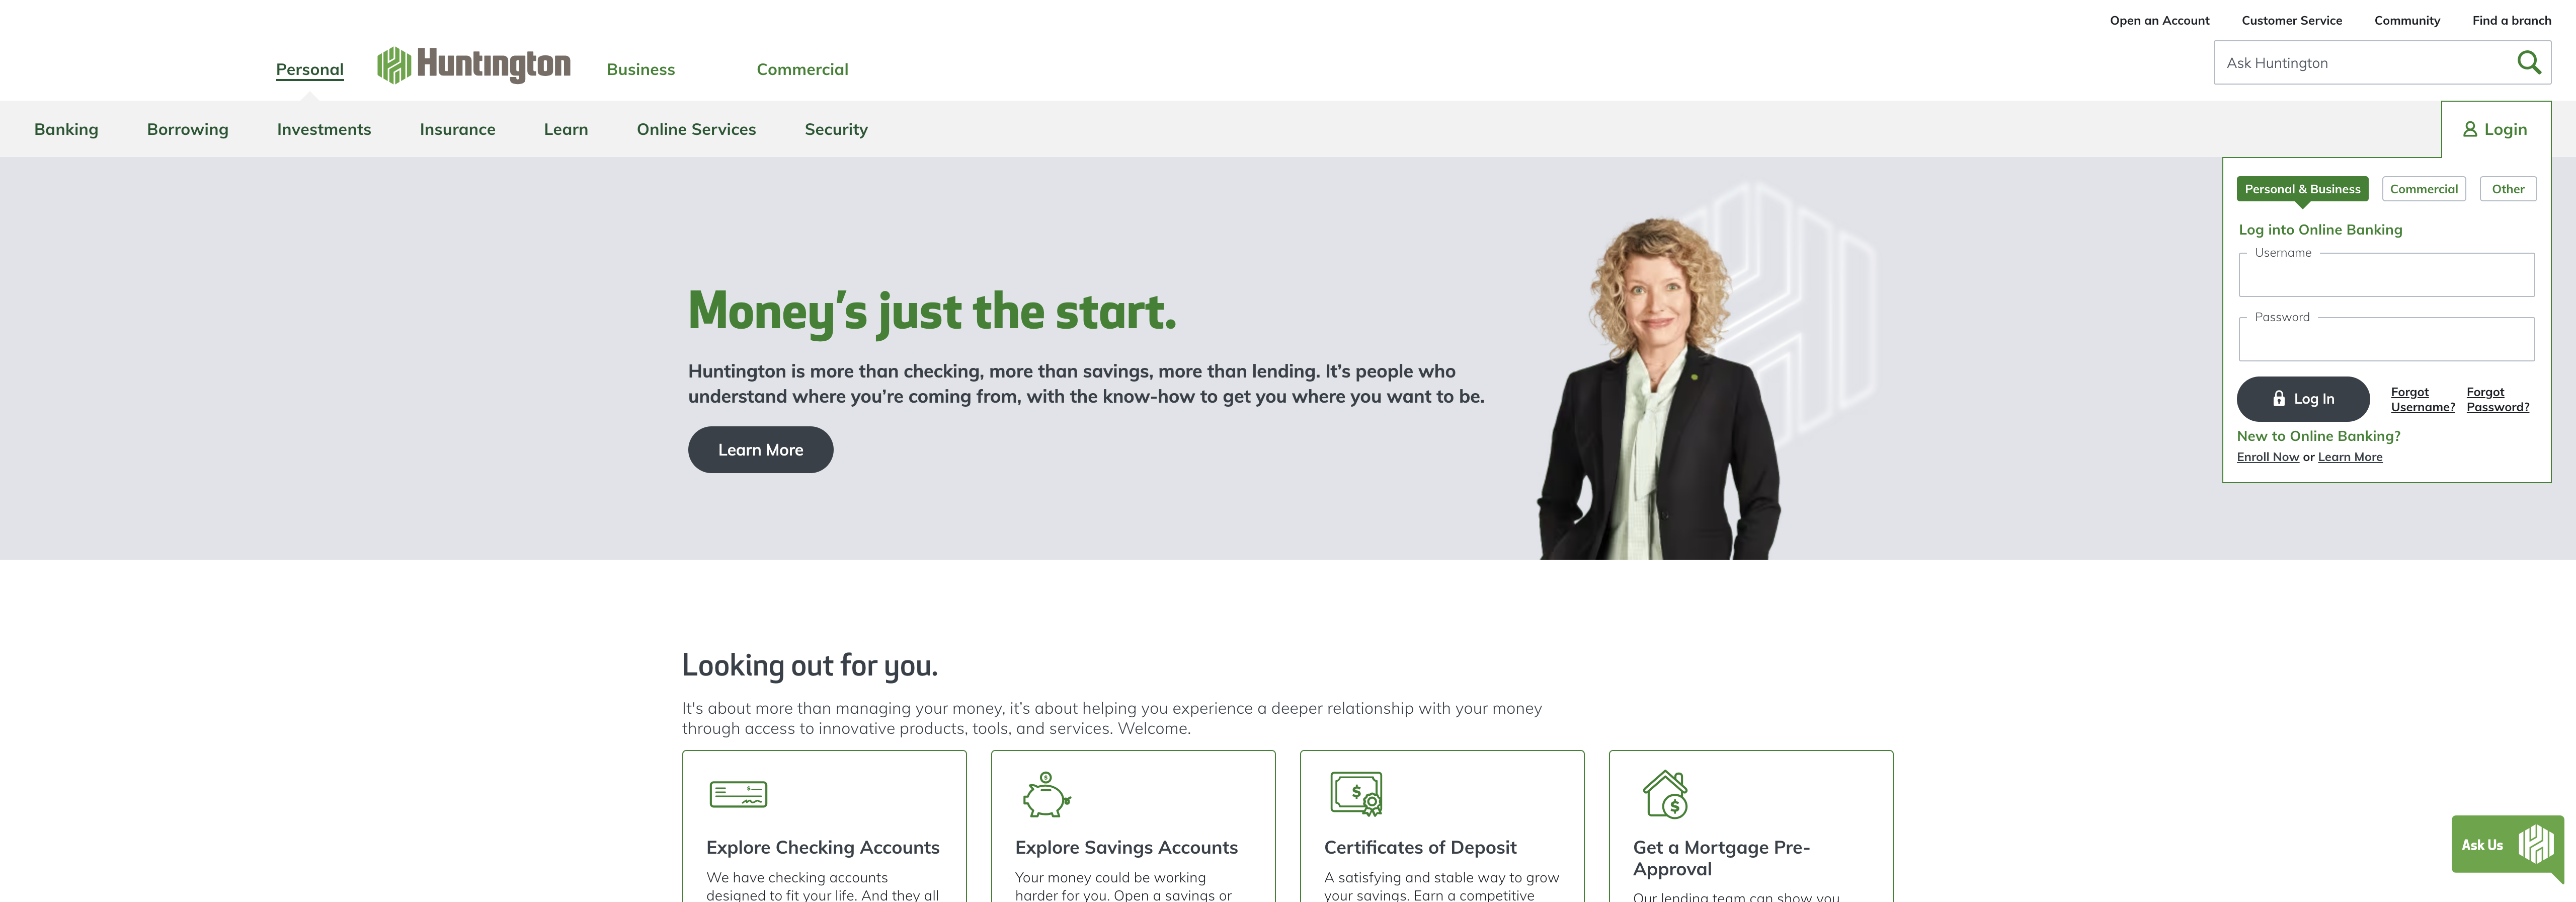 Open an Account
Customer Service
Community
Find a branch
Personal
Huntington
Business
Commercial
Ask Huntington
Banking
Borrowing
Investments
Insurance
Learn
Online Services
Security
Login
Personal & Business
Commercial
Other
Log into Online Banking
Username
Password
Log In
Forgot
Username?
Forgot
Password?
New to Online Banking?
Enroll Now or Learn More
Money’s just the start.
Huntington is more than checking, more than savings, more than lending. It’s people who
understand where you’re coming from, with the know-how to get you where you want to be.
Learn More
Looking out for you.
It's about more than managing your money, it’s about helping you experience a deeper relationship with your money
through access to innovative products, tools, and services. Welcome.
Explore Checking Accounts
We have checking accounts
designed to fit your life. And they all
Explore Savings Accounts
Your money could be working
harder for you. Open a savings or
Certificates of Deposit
A satisfying and stable way to grow
your savings. Earn a competitive
Get a Mortgage Pre-
Approval
Our lending team can show you
Ask Us